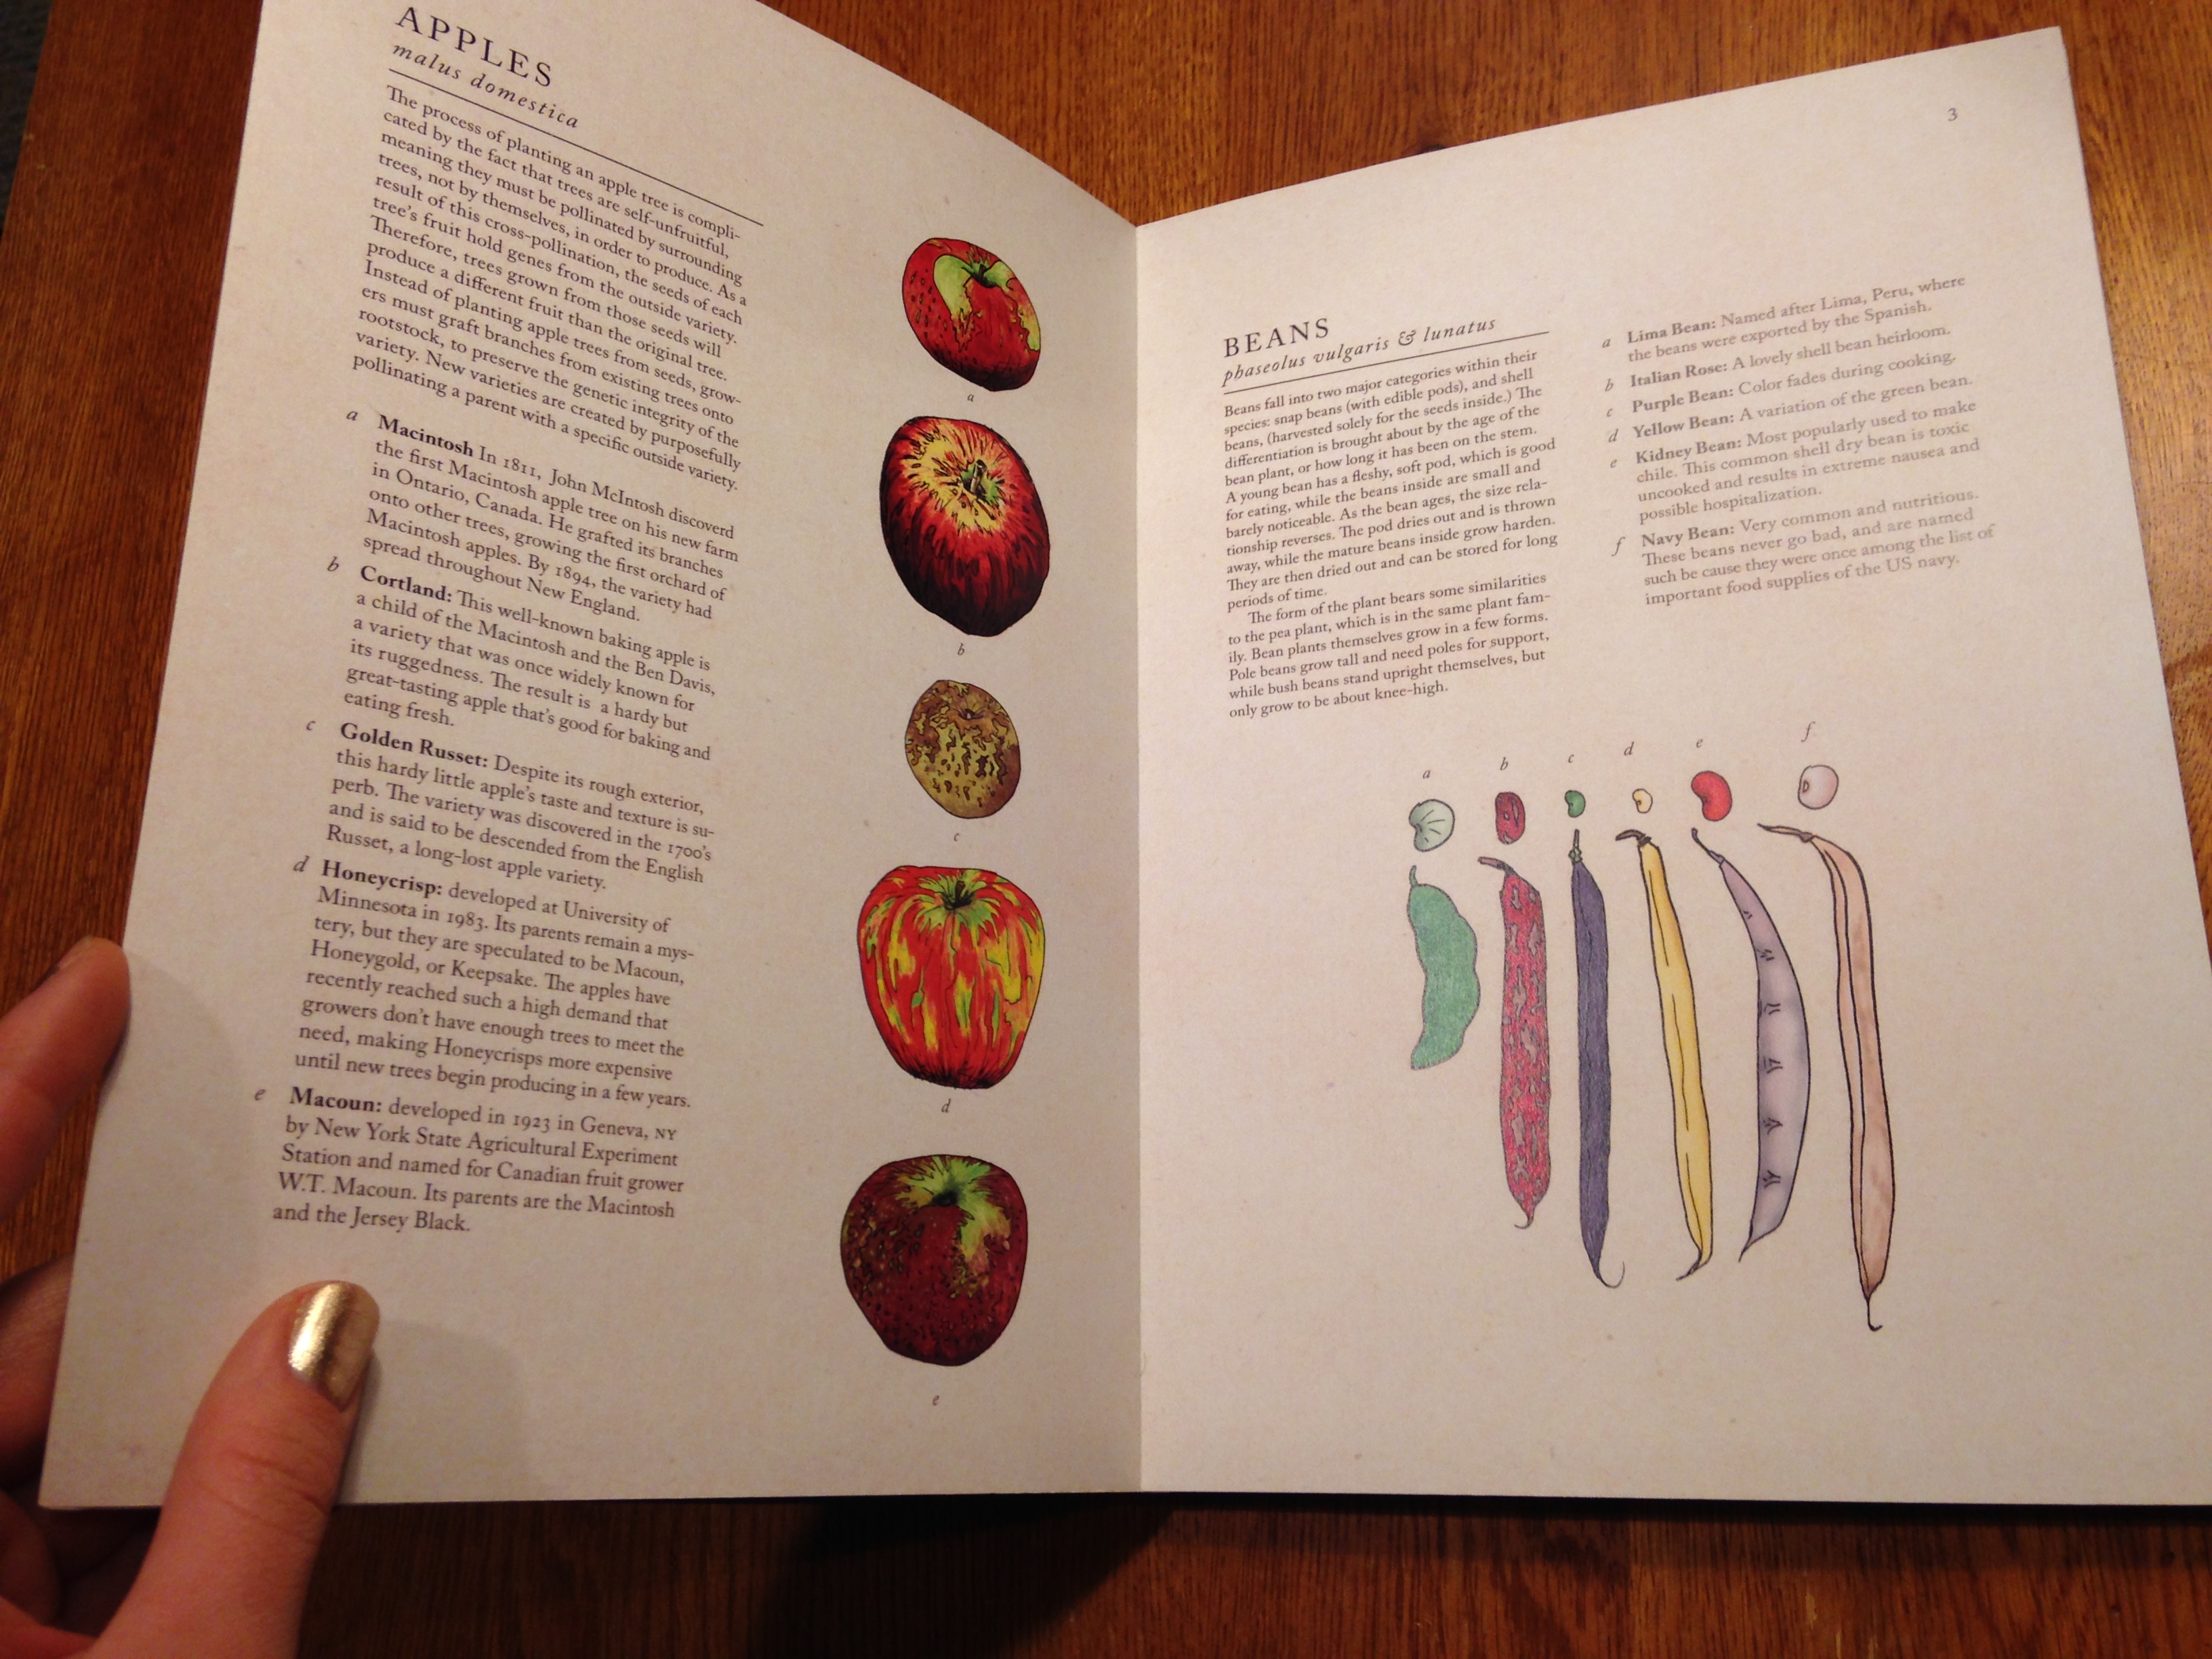 APPLES
malus domestica
The process of planting an apple tree is compli-
cated by the fact that trees are self-unfruitful,
meaning they must be pollinated by surrounding
trees, not by themselves, in order to produce. As a
result of this cross-pollination, the seeds of each
tree's fruit hold genes from the outside variety.
Therefore, trees grown from those seeds will
produce a different fruit than the original tree.
Instead of planting apple trees from seeds, grow-
ers must graft branches from existing trees onto
rootstock, to preserve the genetic integrity of the
variety. New varieties are created by purposefully
pollinating a parent with a specific outside variety.
a Macintosh In 1811, John McIntosh discoverd
the first Macintosh apple tree on his new farm
in Ontario, Canada. He grafted its branches
onto other trees, growing the first orchard of
Macintosh apples. By 1894, the variety had
spread throughout New England.
b Cortland: This well-known baking apple is
a child of the Macintosh and the Ben Davis,
a variety that was once widely known for
its ruggedness. The result is a hardy but
great-tasting apple that's good for baking and
eating fresh.
c Golden Russet: Despite its rough exterior,
this hardy little apple's taste and texture is su-
perb. The variety was discovered in the 1700's
and is said to be descended from the English
Russet, a long-lost apple variety.
d Honeycrisp: developed at University of
Minnesota in 1983. Its parents remain a mys-
tery, but they are speculated to be Macoun,
Honeygold, or Keepsake. The apples have
recently reached such a high demand that
growers don't have enough trees to meet the
need, making Honeycrisps more expensive
until new trees begin producing in a few years.
e Macoun: developed in 1923 in Geneva, NY
by New York State Agricultural Experiment
Station and named for Canadian fruit grower
W.T. Macoun. Its parents are the Macintosh
and the Jersey Black.
a
b
c
d
e
3
BEANS
phaseolus vulgaris & lunatus
Beans fall into two major categories within their
species: snap beans (with edible pods), and shell
beans, (harvested solely for the seeds inside.) The
differentiation is brought about by the age of the
bean plant, or how long it has been on the stem.
A young bean has a fleshy, soft pod, which is good
for eating, while the beans inside are small and
barely noticeable. As the bean ages, the size rela-
tionship reverses. The pod dries out and is thrown
away, while the mature beans inside grow harden.
They are then dried out and can be stored for long
periods of time.
The form of the plant bears some similarities
to the pea plant, which is in the same plant fam-
ily. Bean plants themselves grow in a few forms.
Pole beans grow tall and need poles for support,
while bush beans stand upright themselves, but
only grow to be about knee-high.
a Lima Bean: Named after Lima, Peru, where
the beans were exported by the Spanish.
b Italian Rose: A lovely shell bean heirloom.
c Purple Bean: Color fades during cooking.
d Yellow Bean: A variation of the green bean.
e Kidney Bean: Most popularly used to make
chile. This common shell dry bean is toxic
uncooked and results in extreme nausea and
possible hospitalization.
f Navy Bean: Very common and nutritious.
These beans never go bad, and are named
such be cause they were once among the list of
important food supplies of the US navy.
a b c d e f